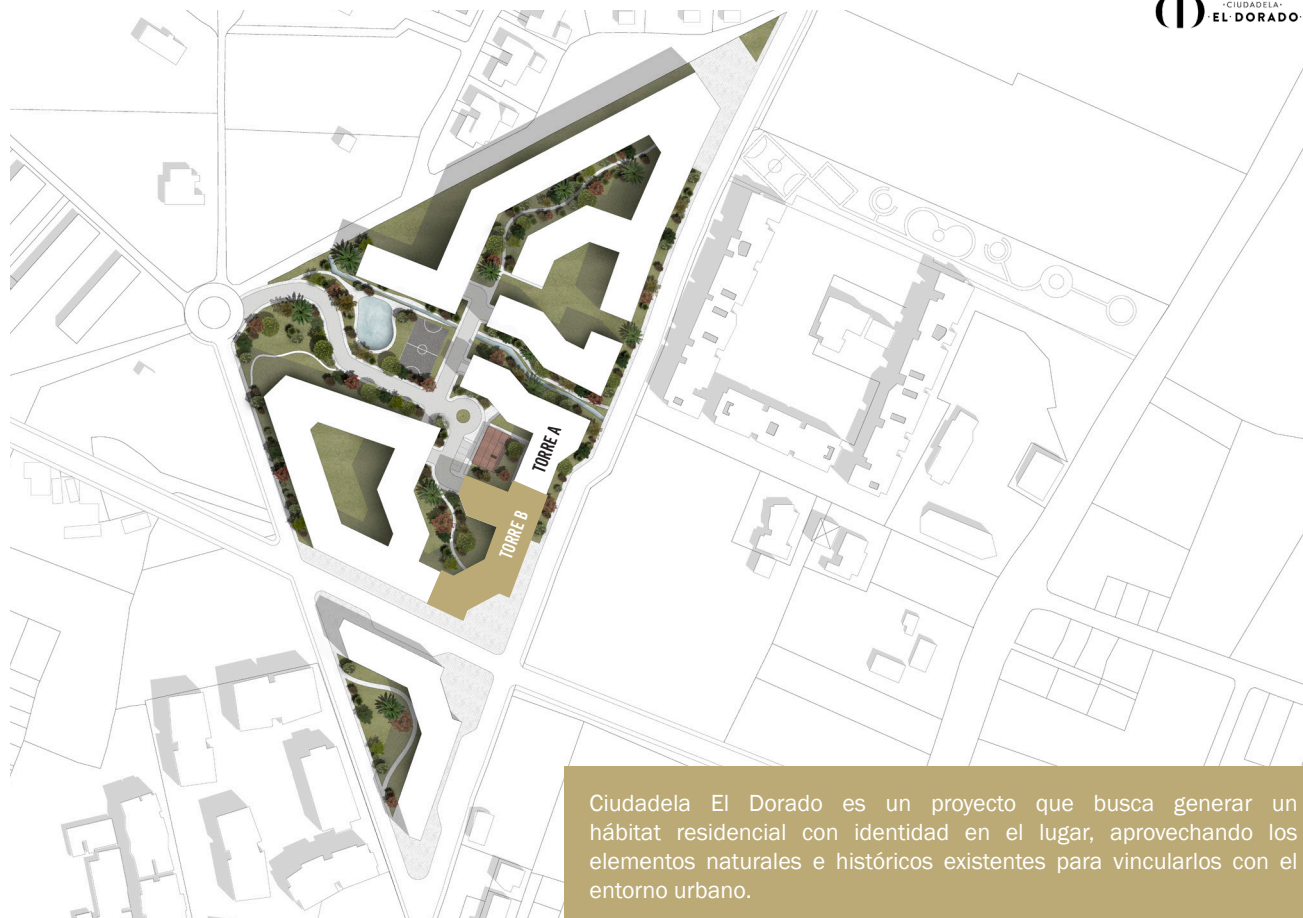 ·CIUDADELA·
EL·DORADO·
TORRE A
TORRE B
Ciudadela El Dorado es un proyecto que busca generar un
hábitat residencial con identidad en el lugar, aprovechando los
elementos naturales e históricos existentes para vincularlos con el
entorno urbano.